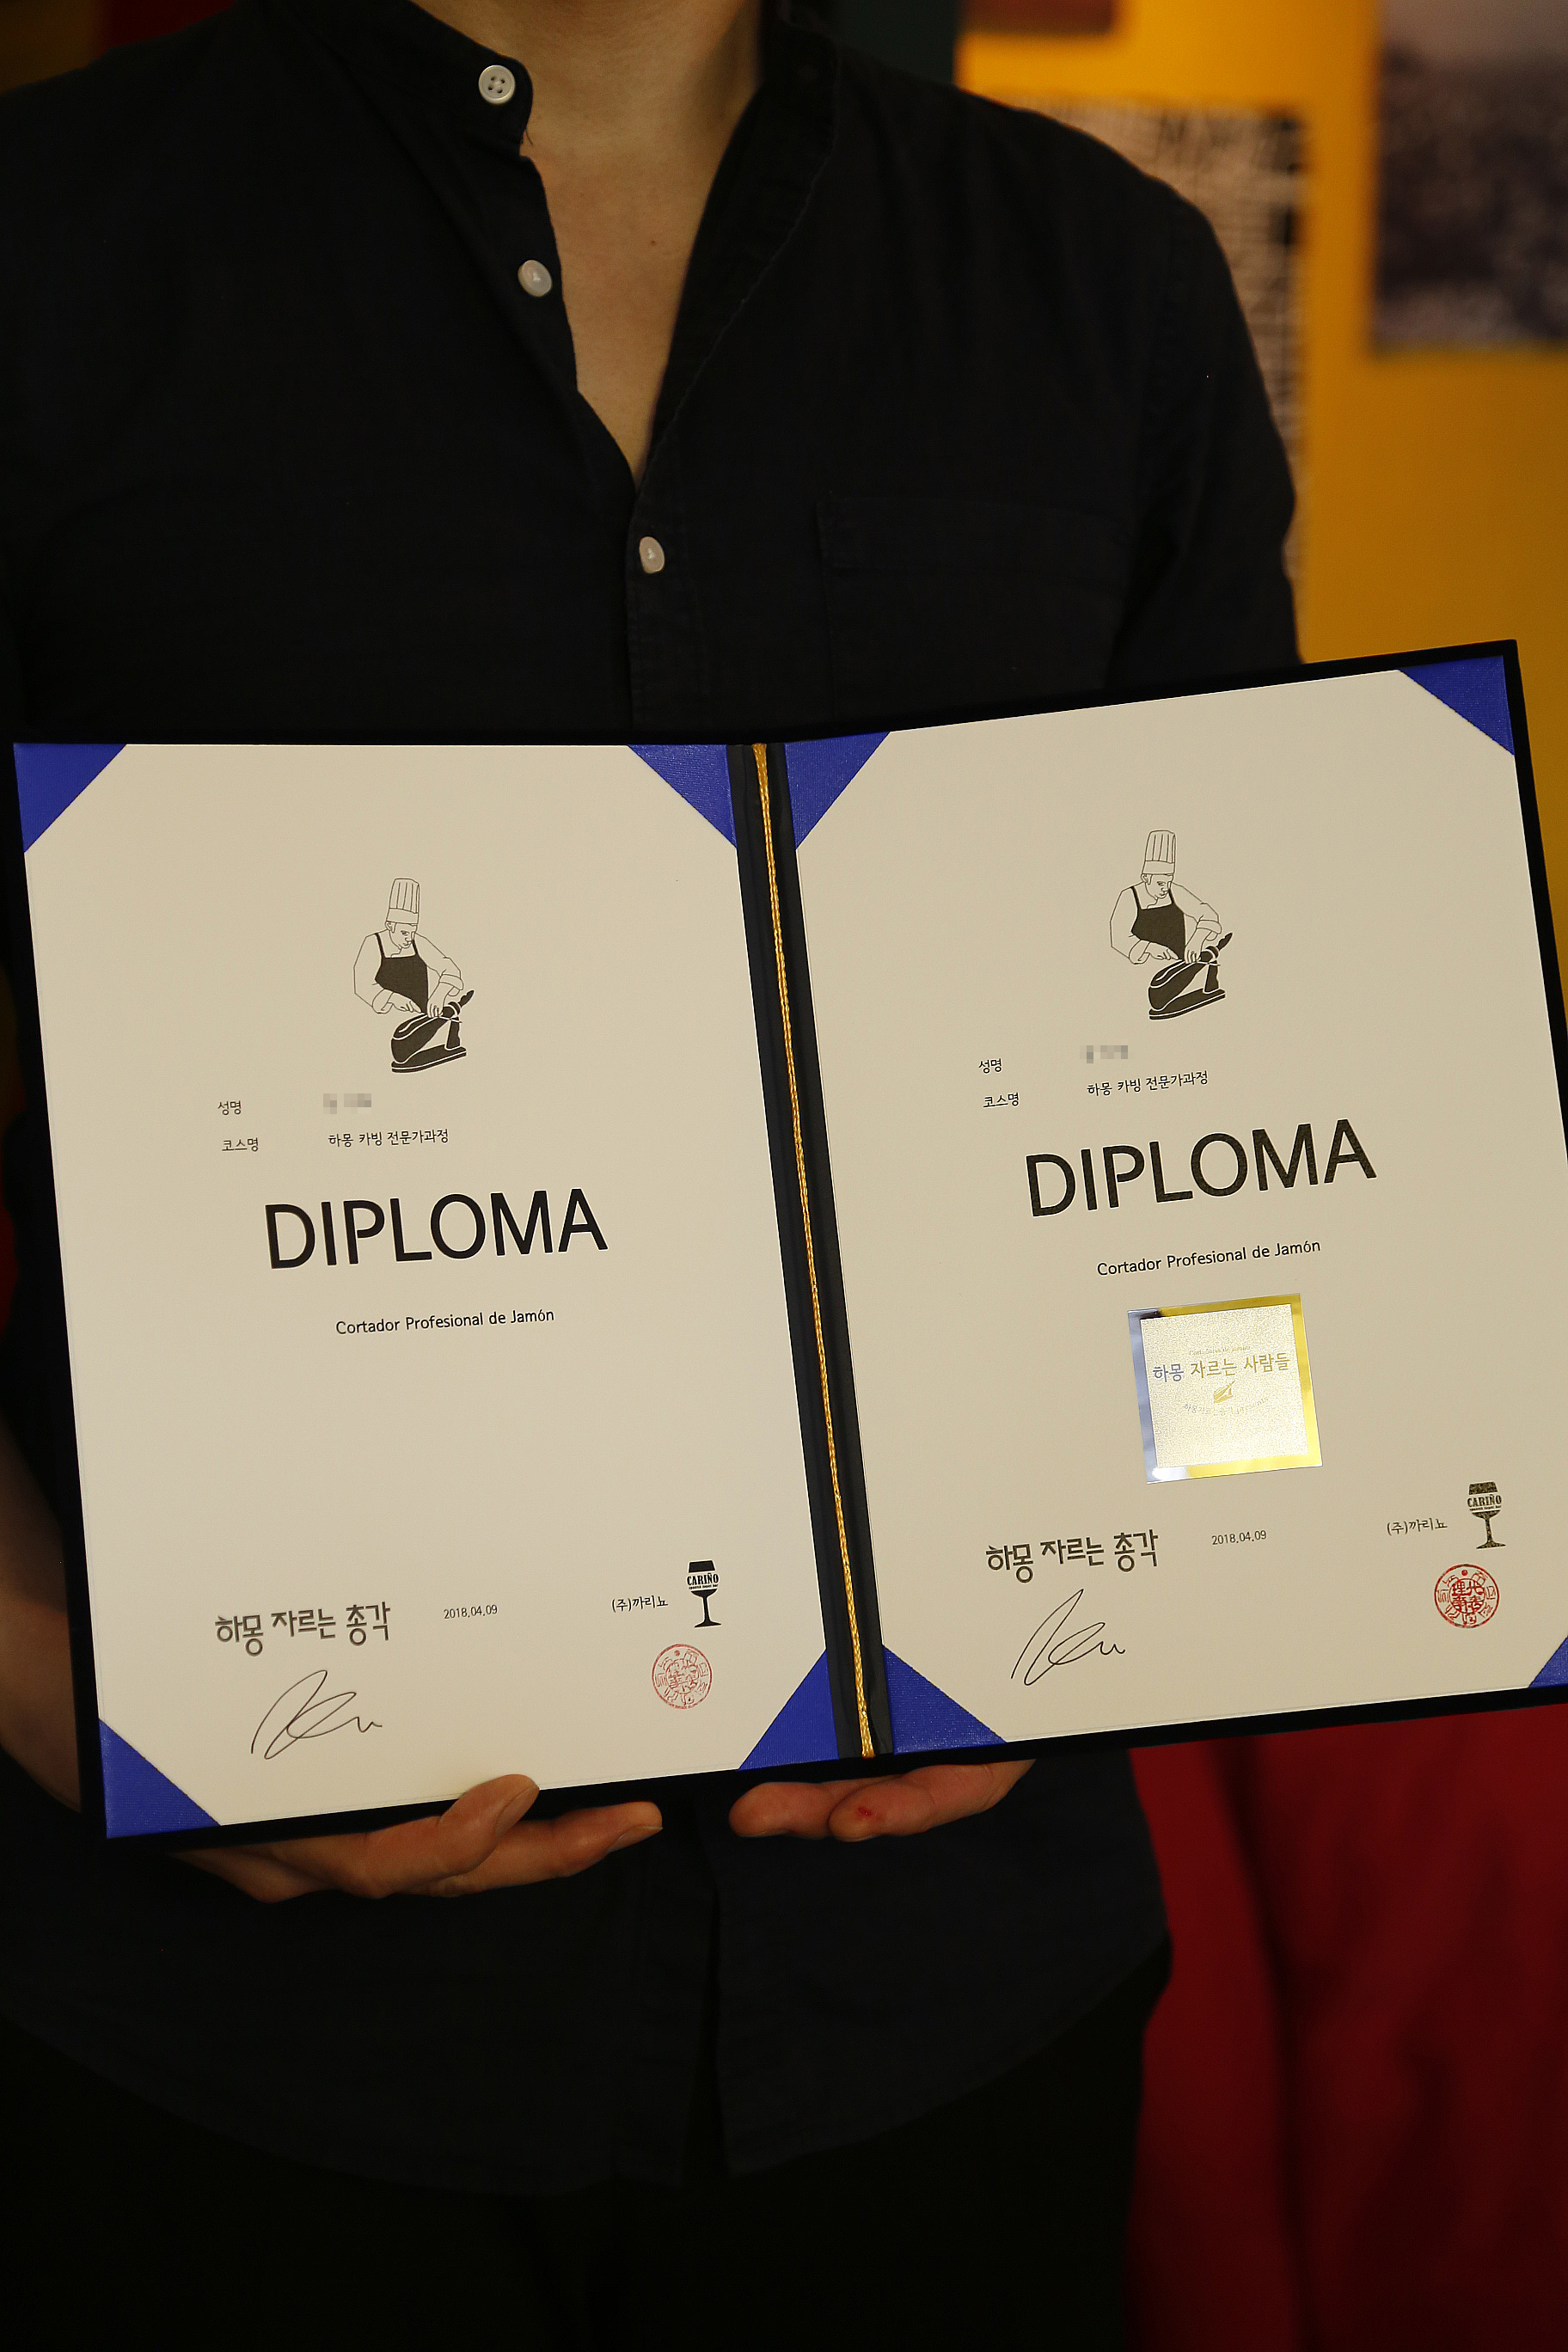 성명
코스명 하몽 카빙 전문가과정
DIPLOMA
Cortador Profesional de Jamón
하몽 자르는 총각
2018.04.09
(주)까리뇨
CARIÑO
성명
코스명 하몽 카빙 전문가과정
DIPLOMA
Cortador Profesional de Jamón
하몽 자르는 사람들
하몽 자르는 총각
2018.04.09
(주)까리뇨
CARIÑO